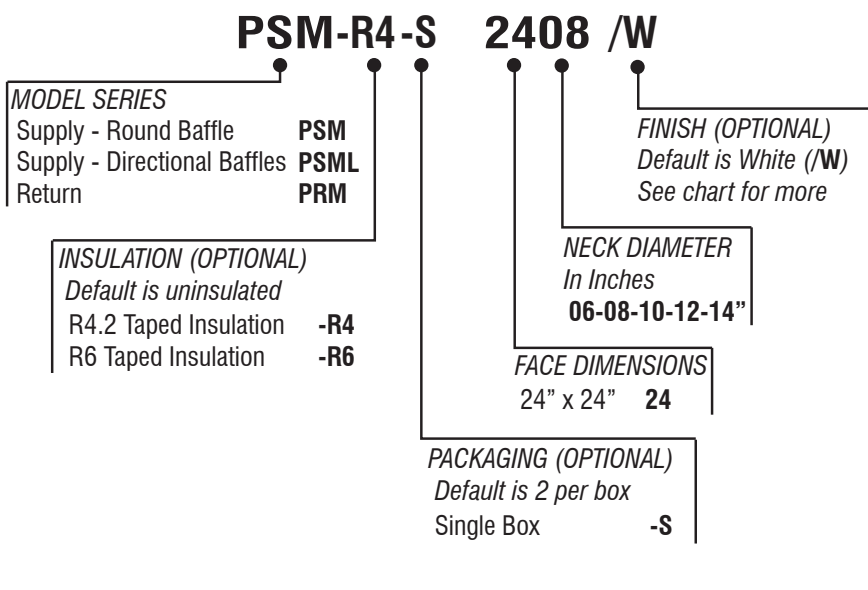 PSM-R4-S 2408 /W
MODEL SERIES
Supply - Round Baffle PSM
Supply - Directional Baffles PSML
Return PRM
FINISH (OPTIONAL)
Default is White (/W)
See chart for more
INSULATION (OPTIONAL)
Default is uninsulated
R4.2 Taped Insulation -R4
R6 Taped Insulation -R6
NECK DIAMETER
In Inches
06-08-10-12-14”
FACE DIMENSIONS
24” x 24” 24
PACKAGING (OPTIONAL)
Default is 2 per box
Single Box -S